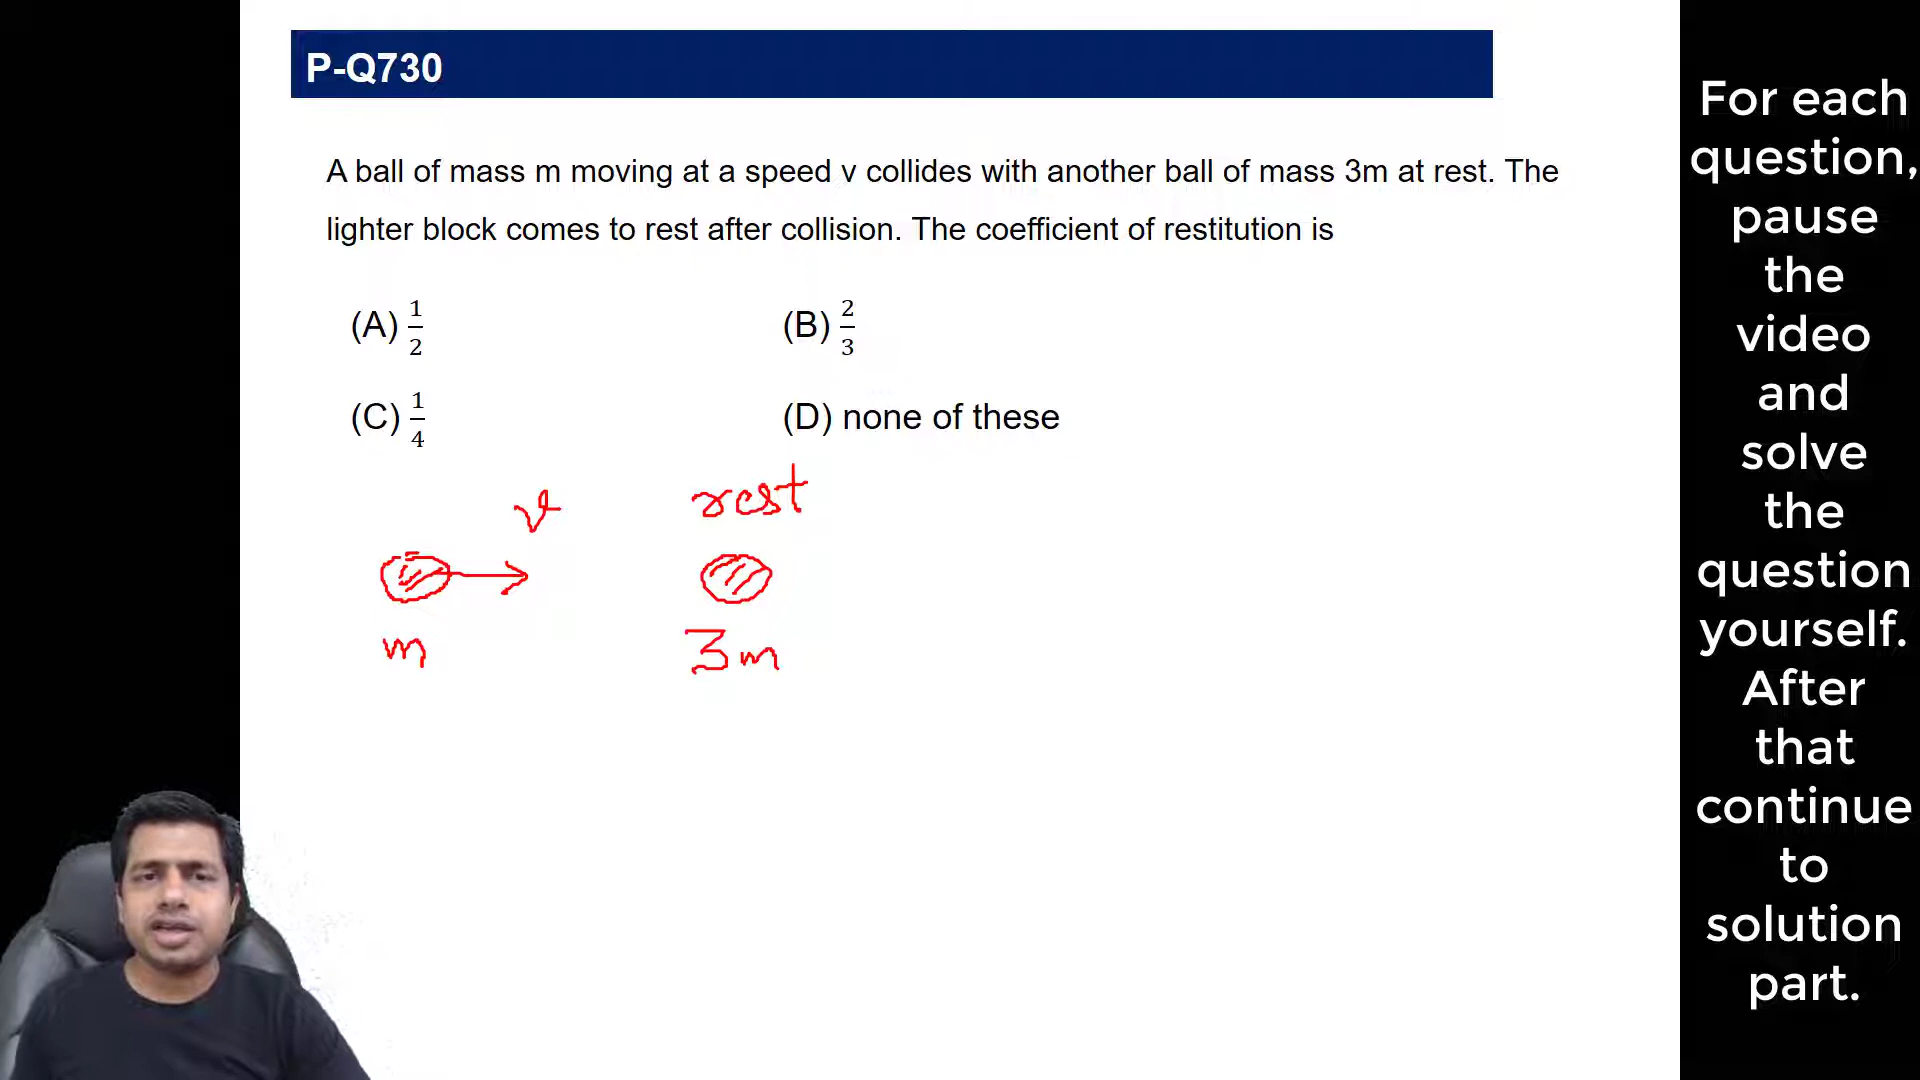 P-Q730
A ball of mass m moving at a speed v collides with another ball of mass 3m at rest. The
lighter block comes to rest after collision. The coefficient of restitution is
(A) 1/2
(B) 2/3
(C) 1/4
(D) none of these
v
rest
m
3m
For each
question,
pause
the
video
and
solve
the
question
yourself.
After
that
continue
to
solution
part.